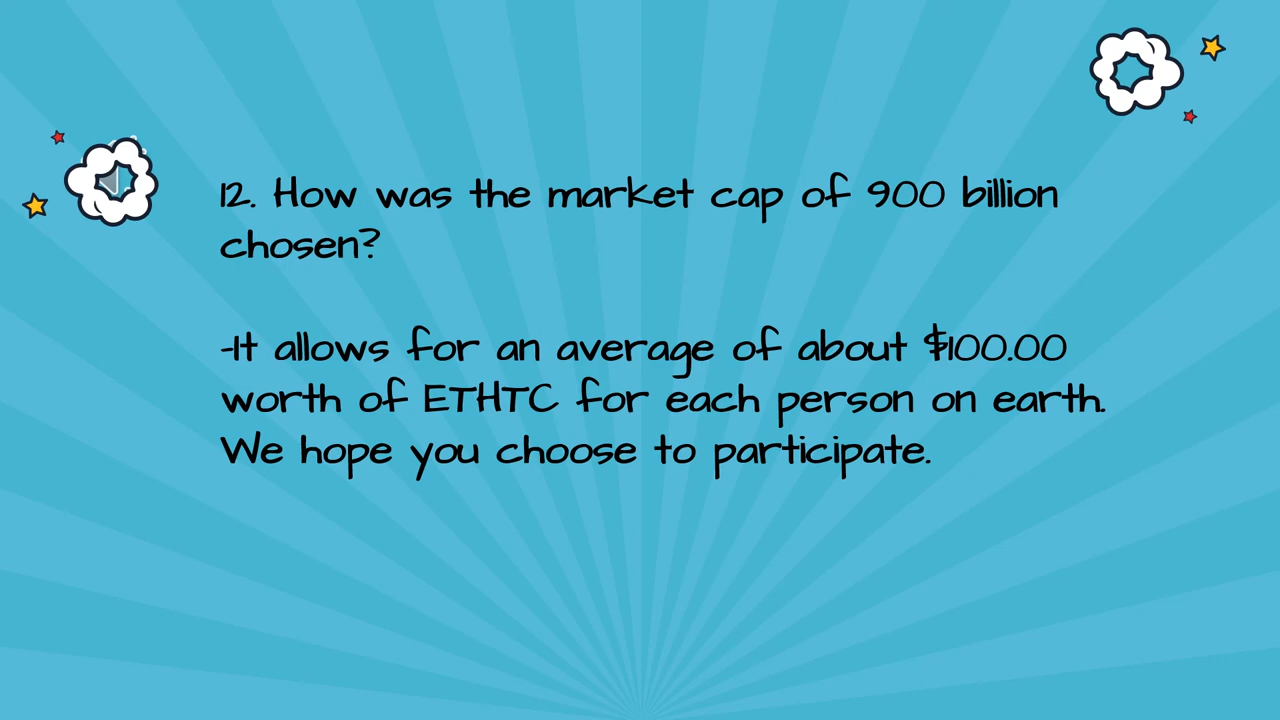 12. How was the market cap of 900 billion
chosen?
-It allows for an average of about $100.00
worth of ETHTC for each person on earth.
We hope you choose to participate.